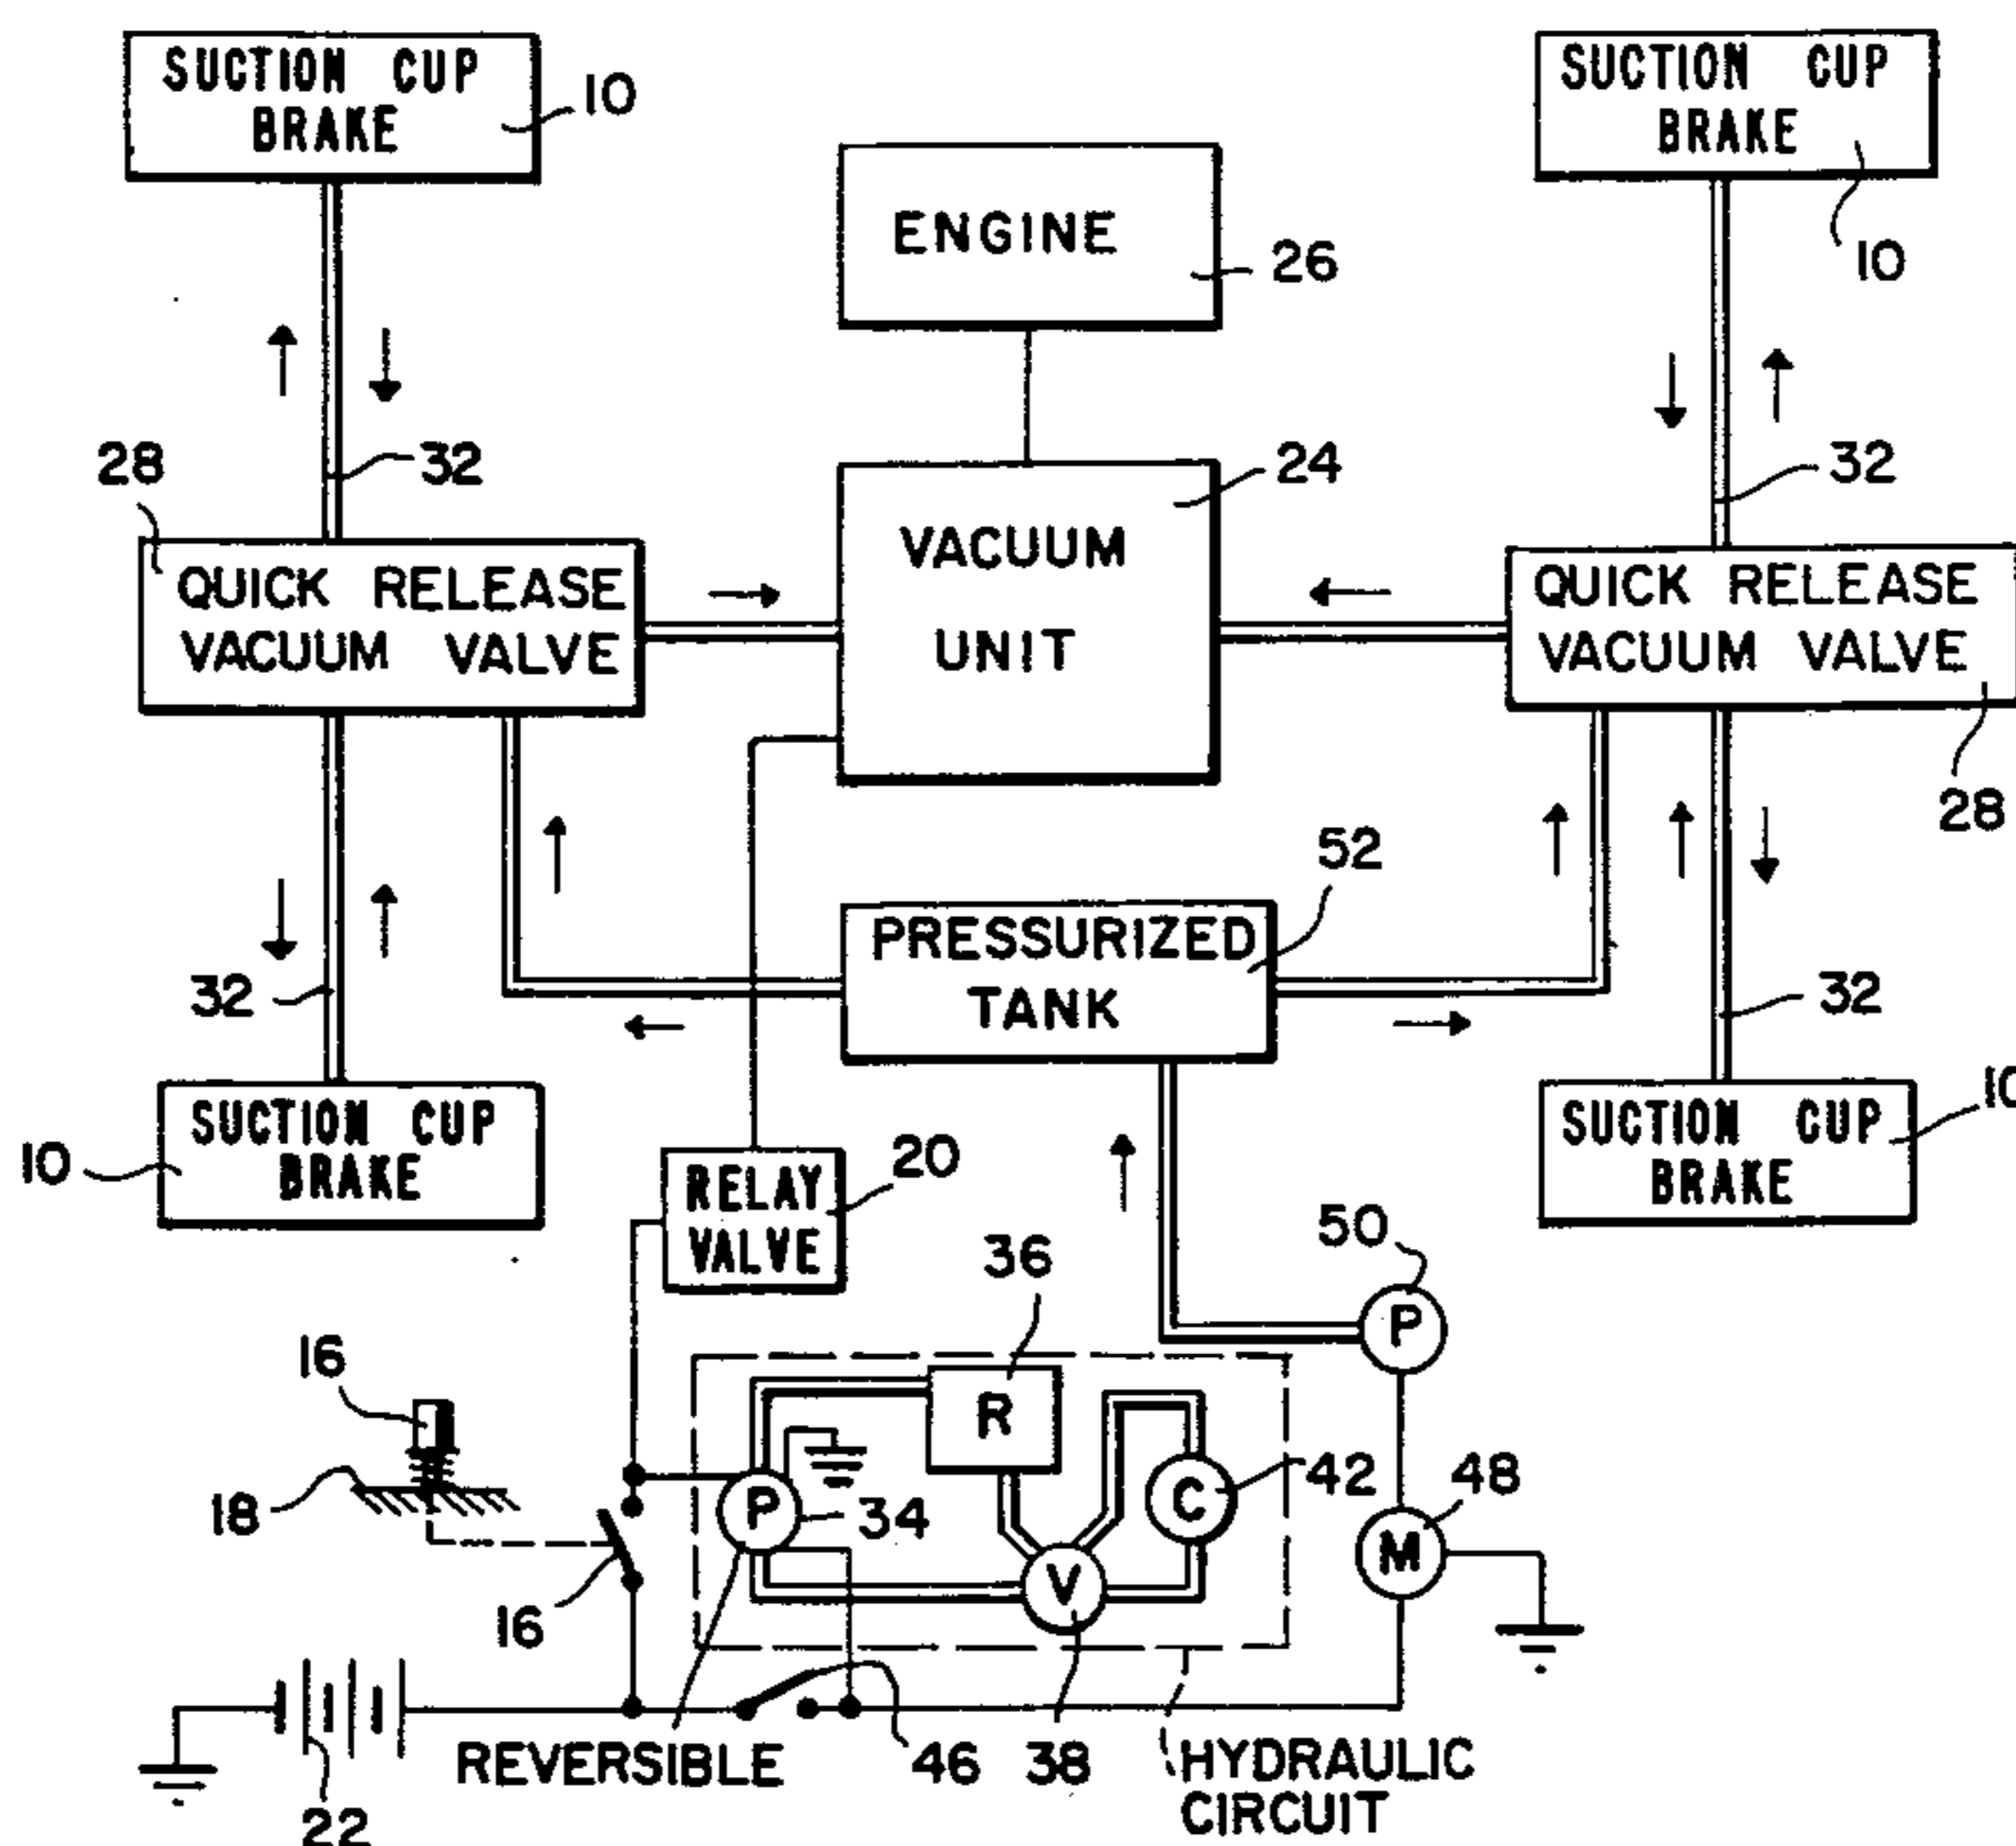 SUCTION CUP
BRAKE
10
SUCTION CUP
BRAKE
10
ENGINE
26
28
32
24
32
QUICK RELEASE
VACUUM VALVE
VACUUM
UNIT
QUICK RELEASE
VACUUM VALVE
28
52
PRESSURIZED
TANK
32
32
SUCTION CUP
BRAKE
10
RELAY
VALVE
20
SUCTION CUP
BRAKE
10
36
50
P
16
R
18
P
34
C
42
48
M
16
V
REVERSIBLE
46
38
HYDRAULIC
CIRCUIT
22